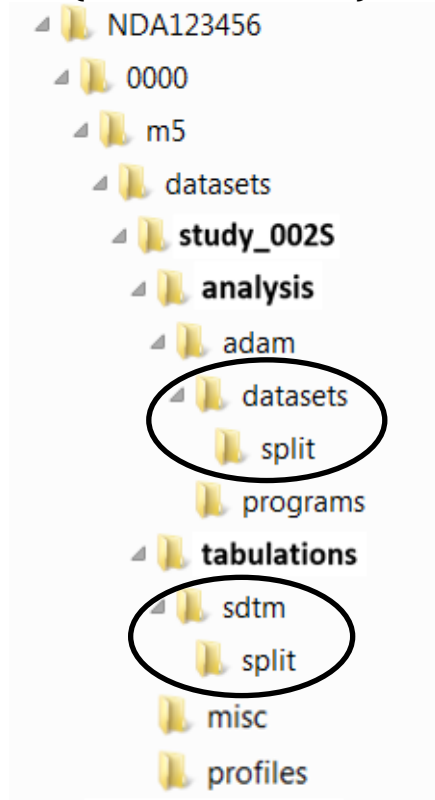 NDA123456
0000
m5
datasets
study_002S
analysis
adam
datasets
split
programs
tabulations
sdtm
split
misc
profiles